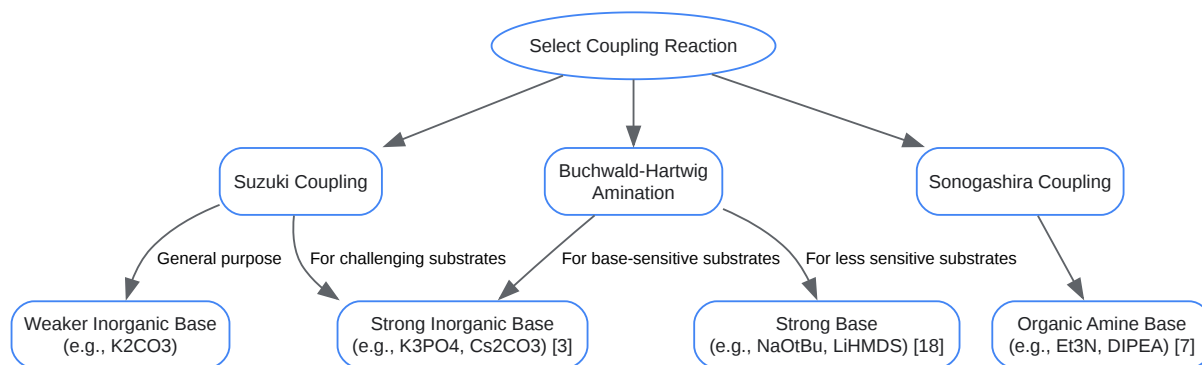 Select Coupling Reaction
Suzuki Coupling
Buchwald-Hartwig
Amination
Sonogashira Coupling
General purpose
For challenging substrates
For base-sensitive substrates
For less sensitive substrates
Weaker Inorganic Base
(e.g., K2CO3)
Strong Inorganic Base
(e.g., K3PO4, Cs2CO3) [3]
Strong Base
(e.g., NaOtBu, LiHMDS) [18]
Organic Amine Base
(e.g., Et3N, DIPEA) [7]